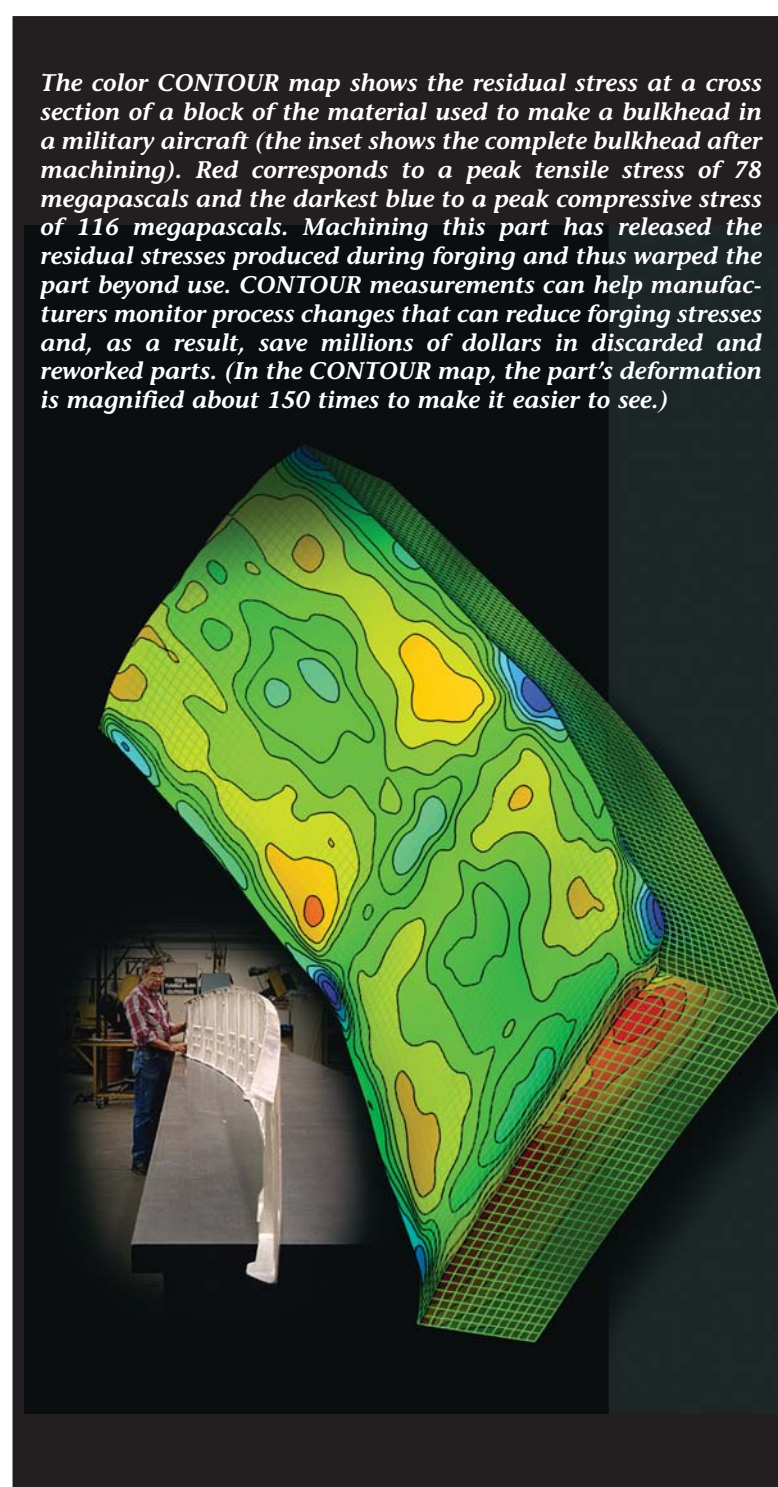 The color CONTOUR map shows the residual stress at a cross
section of a block of the material used to make a bulkhead in
a military aircraft (the inset shows the complete bulkhead after
machining). Red corresponds to a peak tensile stress of 78
megapascals and the darkest blue to a peak compressive stress
of 116 megapascals. Machining this part has released the
residual stresses produced during forging and thus warped the
part beyond use. CONTOUR measurements can help manufac-
turers monitor process changes that can reduce forging stresses
and, as a result, save millions of dollars in discarded and
reworked parts. (In the CONTOUR map, the part's deformation
is magnified about 150 times to make it easier to see.)